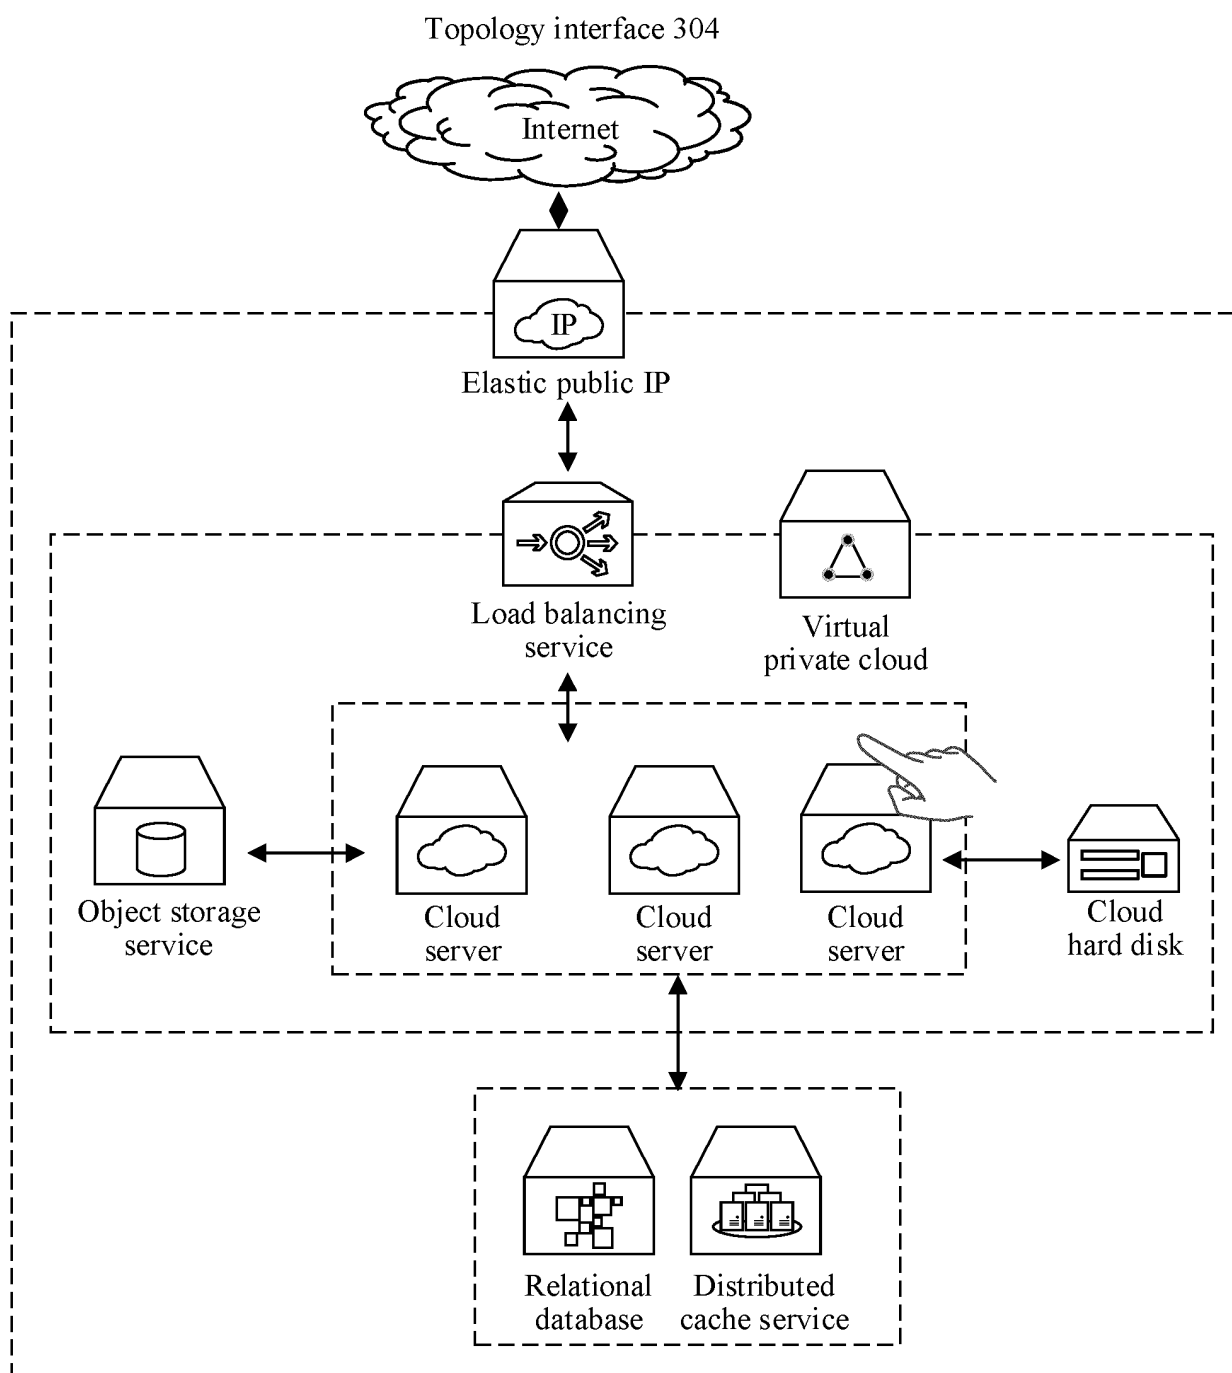 Topology interface 304
Internet
IP
Elastic public IP
Load balancing
service
Virtual
private cloud
Object storage
service
Cloud
server
Cloud
server
Cloud
server
Cloud
hard disk
Relational
database
Distributed
cache service